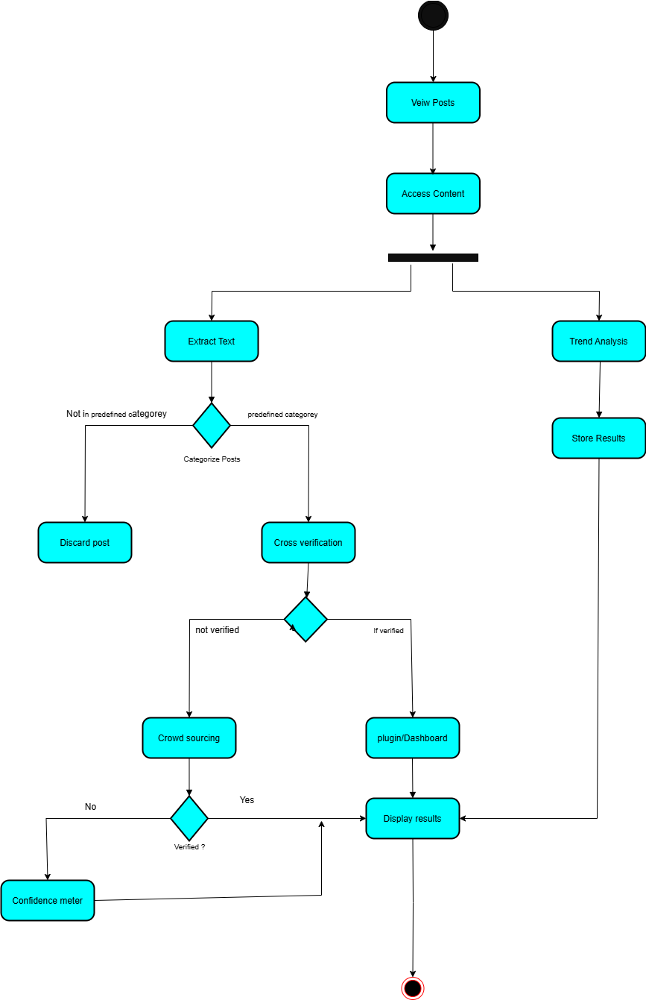 Veiw Posts
Access Content
Extract Text
Trend Analysis
Not in predefined categorey
predefined categorey
Store Results
Categorize Posts
Discard post
Cross verification
not verified
If verified
Crowd sourcing
plugin/Dashboard
Yes
No
Display results
Verified ?
Confidence meter